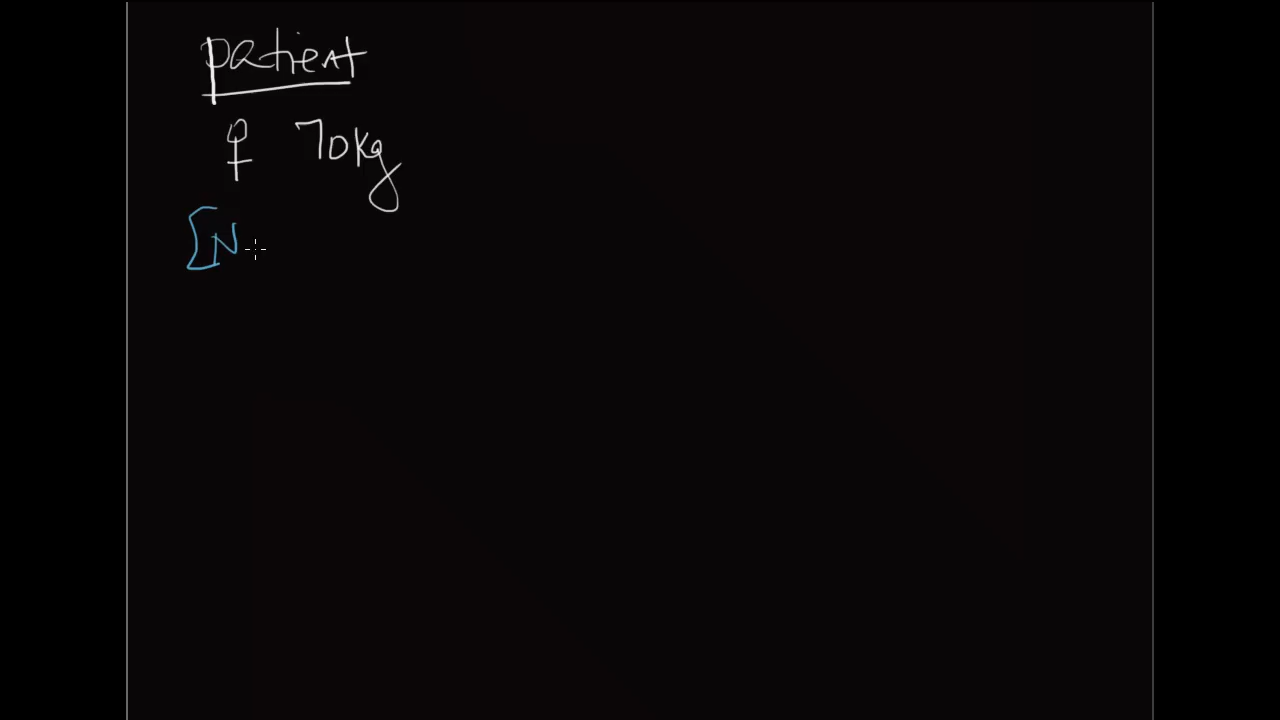 patient
♀ 70kg
[N